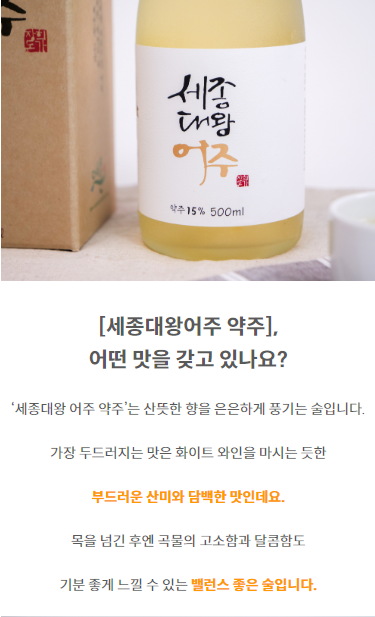 세종
대왕
어주
약주 15% 500ml
[세종대왕어주 약주],
어떤 맛을 갖고 있나요?
‘세종대왕 어주 약주’는 산뜻한 향을 은은하게 풍기는 술입니다.
가장 두드러지는 맛은 화이트 와인을 마시는 듯한
부드러운 산미와 담백한 맛인데요.
목을 넘긴 후엔 곡물의 고소함과 달콤함도
기분 좋게 느낄 수 있는 밸런스 좋은 술입니다.